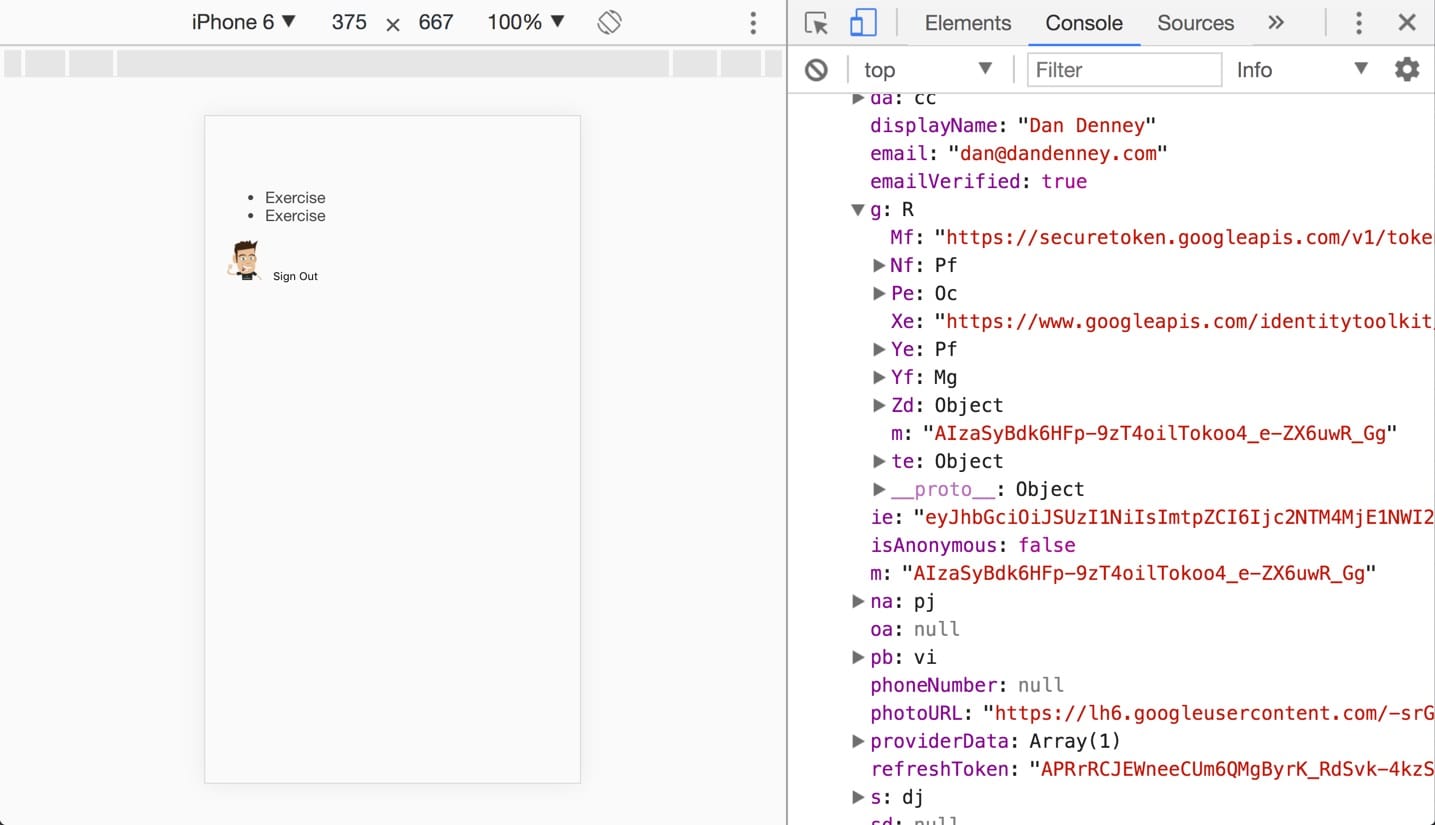 iPhone 6 ▼ 375 × 667 100% ▼
Exercise
Exercise
Sign Out
Elements Console Sources »
top ▼ Filter Info ▼
da: cc
displayName: "Dan Denney"
email: "dan@dandenney.com"
emailVerified: true
g: R
Mf: "https://securetoken.googleapis.com/v1/toke
Nf: Pf
Pe: Oc
Xe: "https://www.googleapis.com/identitytoolkit/
Ye: Pf
Yf: Mg
Zd: Object
m: "AIzaSyBdk6HFp-9zT4oilTokoo4_e-ZX6uwR_Gg"
te: Object
__proto__: Object
ie: "eyJhbGciOiJSUzI1NiIsImtpZCI6Ijc2NTM4MjE1NWI2
isAnonymous: false
m: "AIzaSyBdk6HFp-9zT4oilTokoo4_e-ZX6uwR_Gg"
na: pj
oa: null
pb: vi
phoneNumber: null
photoURL: "https://lh6.googleusercontent.com/-srG
providerData: Array(1)
refreshToken: "APRrRCJEWneeCUm6QMgByrK_RdSvk-4kzS
s: dj
sd: null